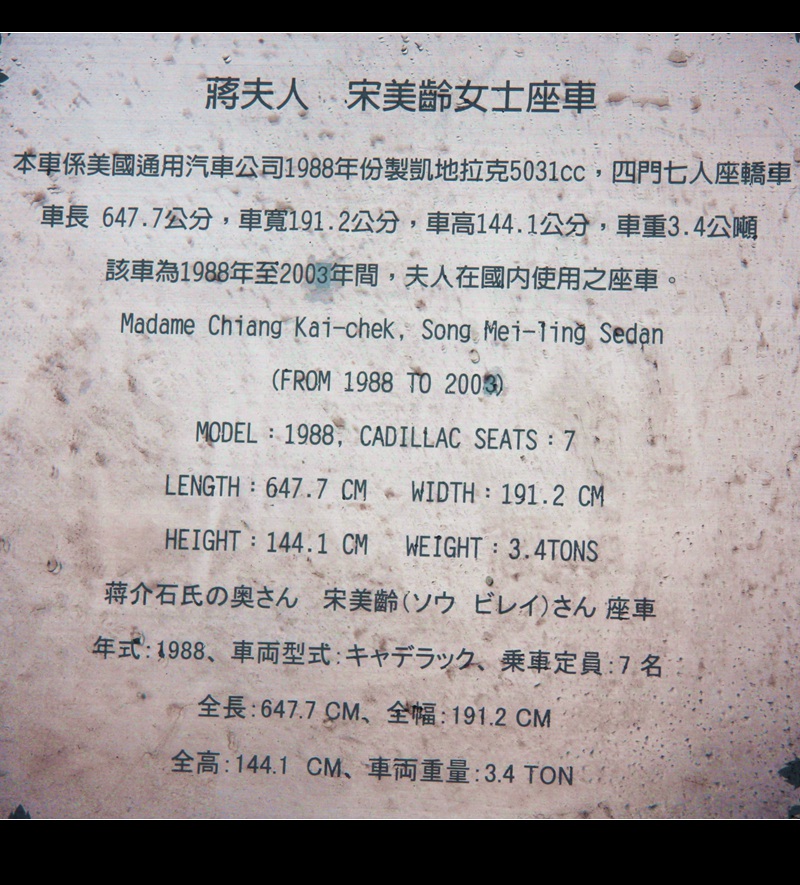 蔣夫人　宋美齡女士座車
本車係美國通用汽車公司1988年份製凱地拉克5031cc，四門七人座轎車
車長 647.7公分，車寬191.2公分，車高144.1公分，車重3.4公噸
該車為1988年至2003年間，夫人在國内使用之座車。
Madame Chiang Kai-chek, Song Mei-ling Sedan
(FROM 1988 TO 2003)
MODEL：1988, CADILLAC SEATS：7
LENGTH：647.7 CM　WIDTH：191.2 CM
HEIGHT：144.1 CM　WEIGHT：3.4TONS
蒋介石氏の奥さん　宋美齢(ソウ ビレイ)さん 座車
年式:1988、車両型式:キャデラック、乗車定員:7 名
全長:647.7 CM、全幅:191.2 CM
全高:144.1 CM、車両重量:3.4 TON